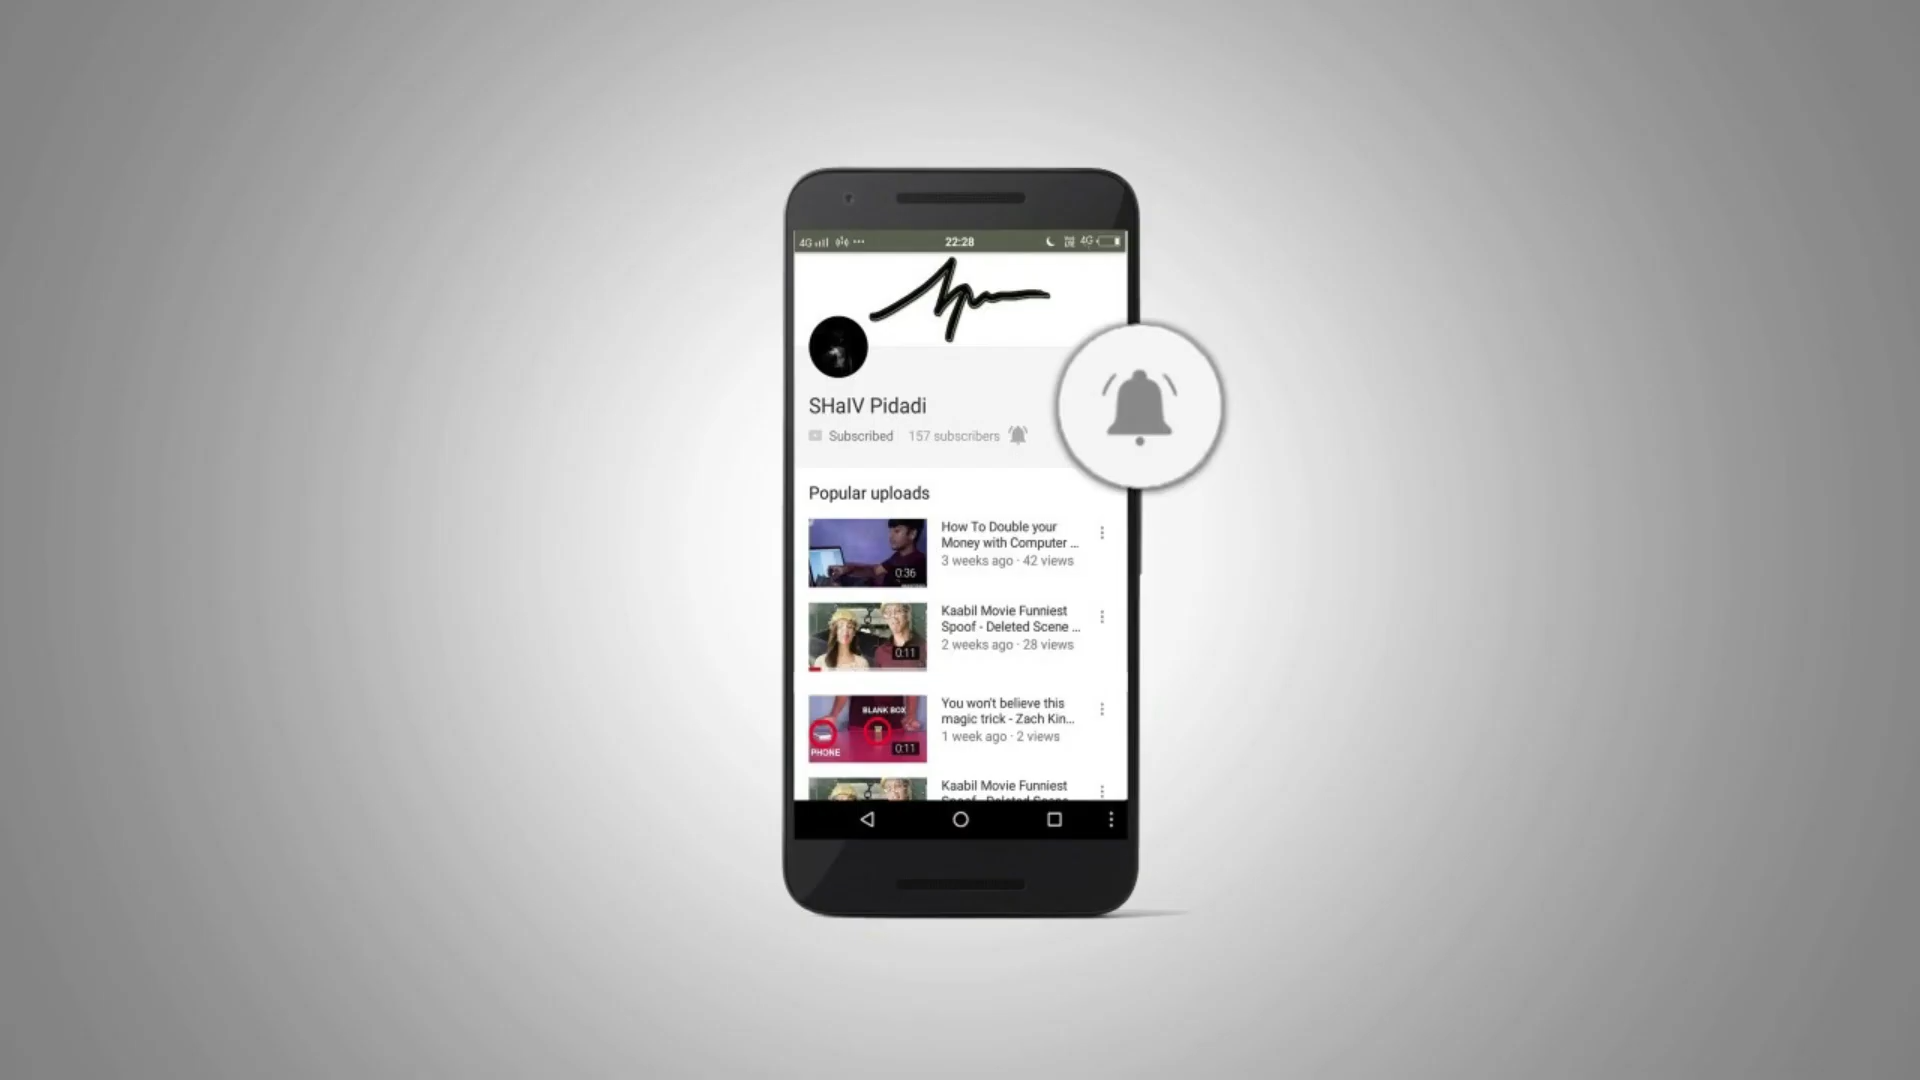 4G 22:28 4G
SHaIV Pidadi
Subscribed 157 subscribers
Popular uploads
How To Double your
Money with Computer ...
3 weeks ago · 42 views
0:36
Kaabil Movie Funniest
Spoof - Deleted Scene ...
2 weeks ago · 28 views
0:11
BLANK BOX
PHONE
0:11
You won't believe this
magic trick - Zach Kin...
1 week ago · 2 views
Kaabil Movie Funniest
Spoof - Deleted Scene